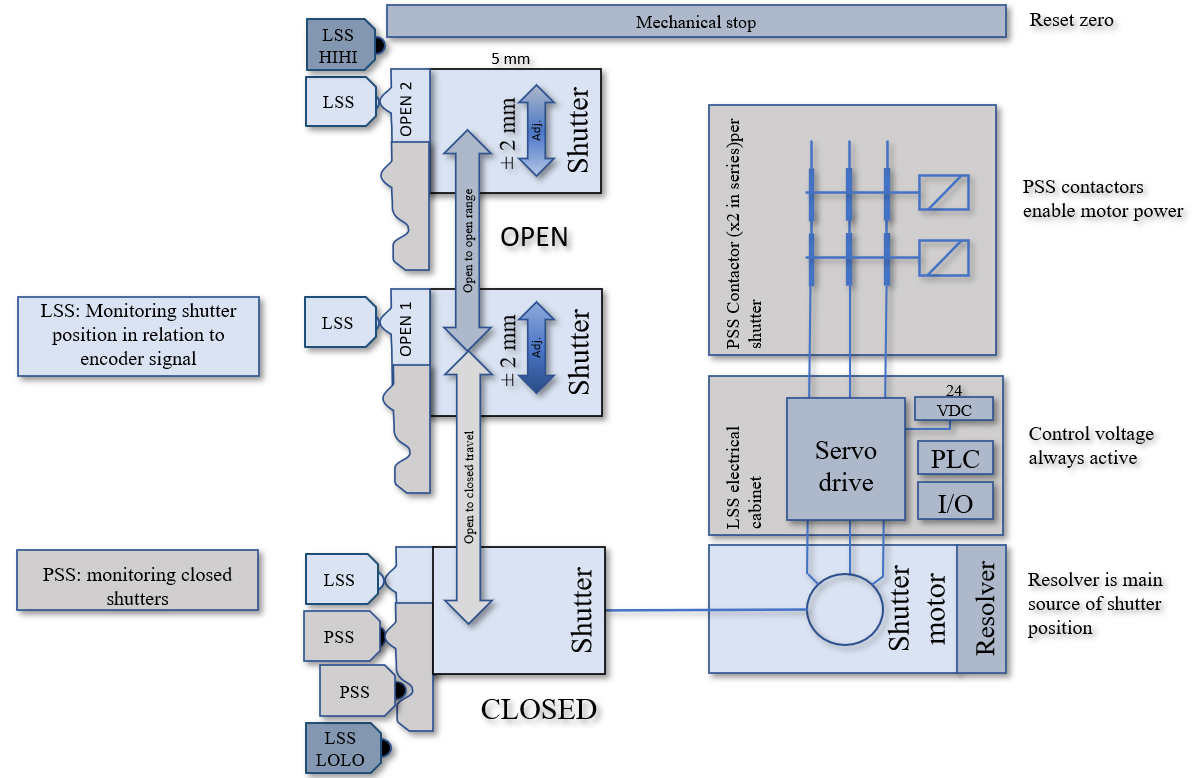 Mechanical stop
Reset zero
LSS
HIHI
5 mm
LSS
OPEN 2
± 2 mm
Adj.
Shutter
Open to open range
OPEN
PSS Contactor (x2 in series)per
shutter
PSS contactors
enable motor power
LSS: Monitoring shutter
position in relation to
encoder signal
LSS
OPEN 1
± 2 mm
Adj.
Shutter
Open to closed travel
LSS electrical
cabinet
Servo
drive
24
VDC
PLC
I/O
Control voltage
always active
PSS: monitoring closed
shutters
LSS
PSS
PSS
LSS
LOLO
Shutter
CLOSED
Shutter
motor
Resolver
Resolver is main
source of shutter
position